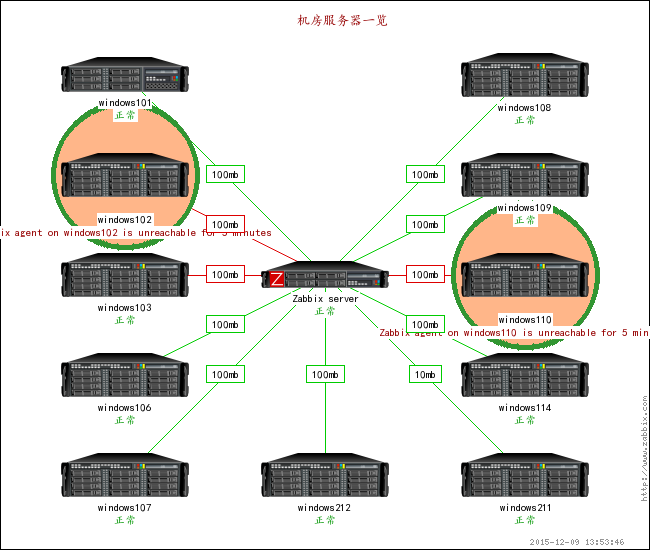 机房服务器一览
windows101
正常
windows108
正常
100mb
100mb
windows102
ix agent on windows102 is unreachable for 5 minutes
100mb
windows109
正常
100mb
windows103
正常
100mb
Z
Zabbix server
正常
100mb
windows110
Zabbix agent on windows110 is unreachable for 5 min
100mb
100mb
windows106
正常
100mb
100mb
10mb
windows114
正常
windows107
正常
windows212
正常
windows211
正常
http://www.zabbix.com
2015-12-09 13:53:46